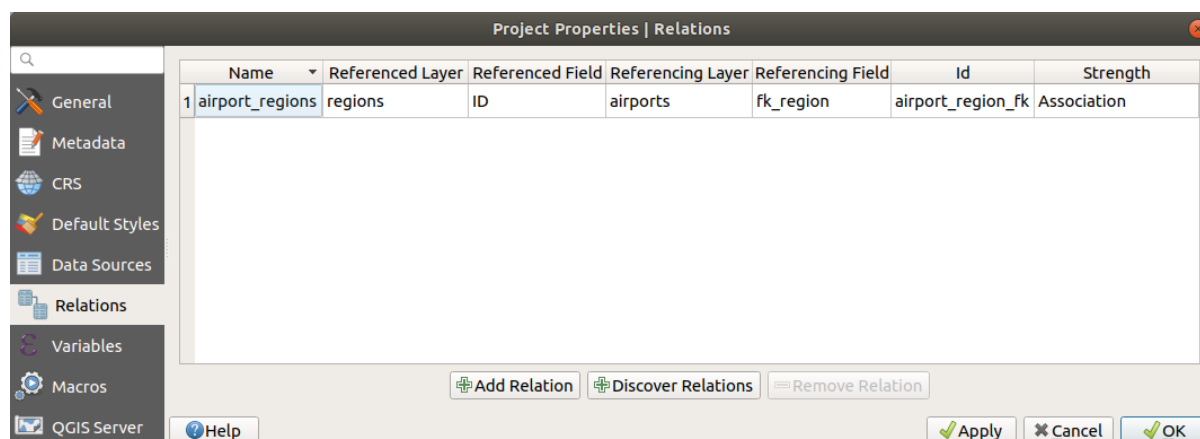 Project Properties | Relations
Name Referenced Layer Referenced Field Referencing Layer Referencing Field Id Strength
1 airport_regions regions ID airports fk_region airport_region_fk Association
General
Metadata
CRS
Default Styles
Data Sources
Relations
Variables
Macros
QGIS Server
Add Relation Discover Relations Remove Relation
Help Apply Cancel OK